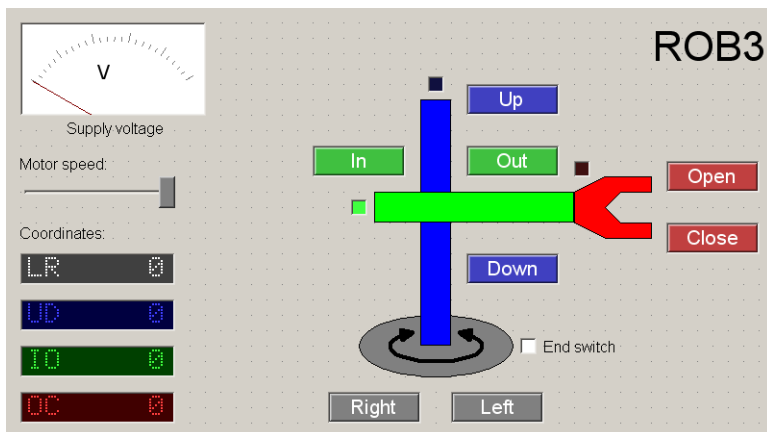 ROB3
V
Supply voltage
Up
In
Out
Motor speed:
Open
Coordinates:
Close
LR 0
Down
UD 0
IO 0
End switch
OC 0
Right
Left